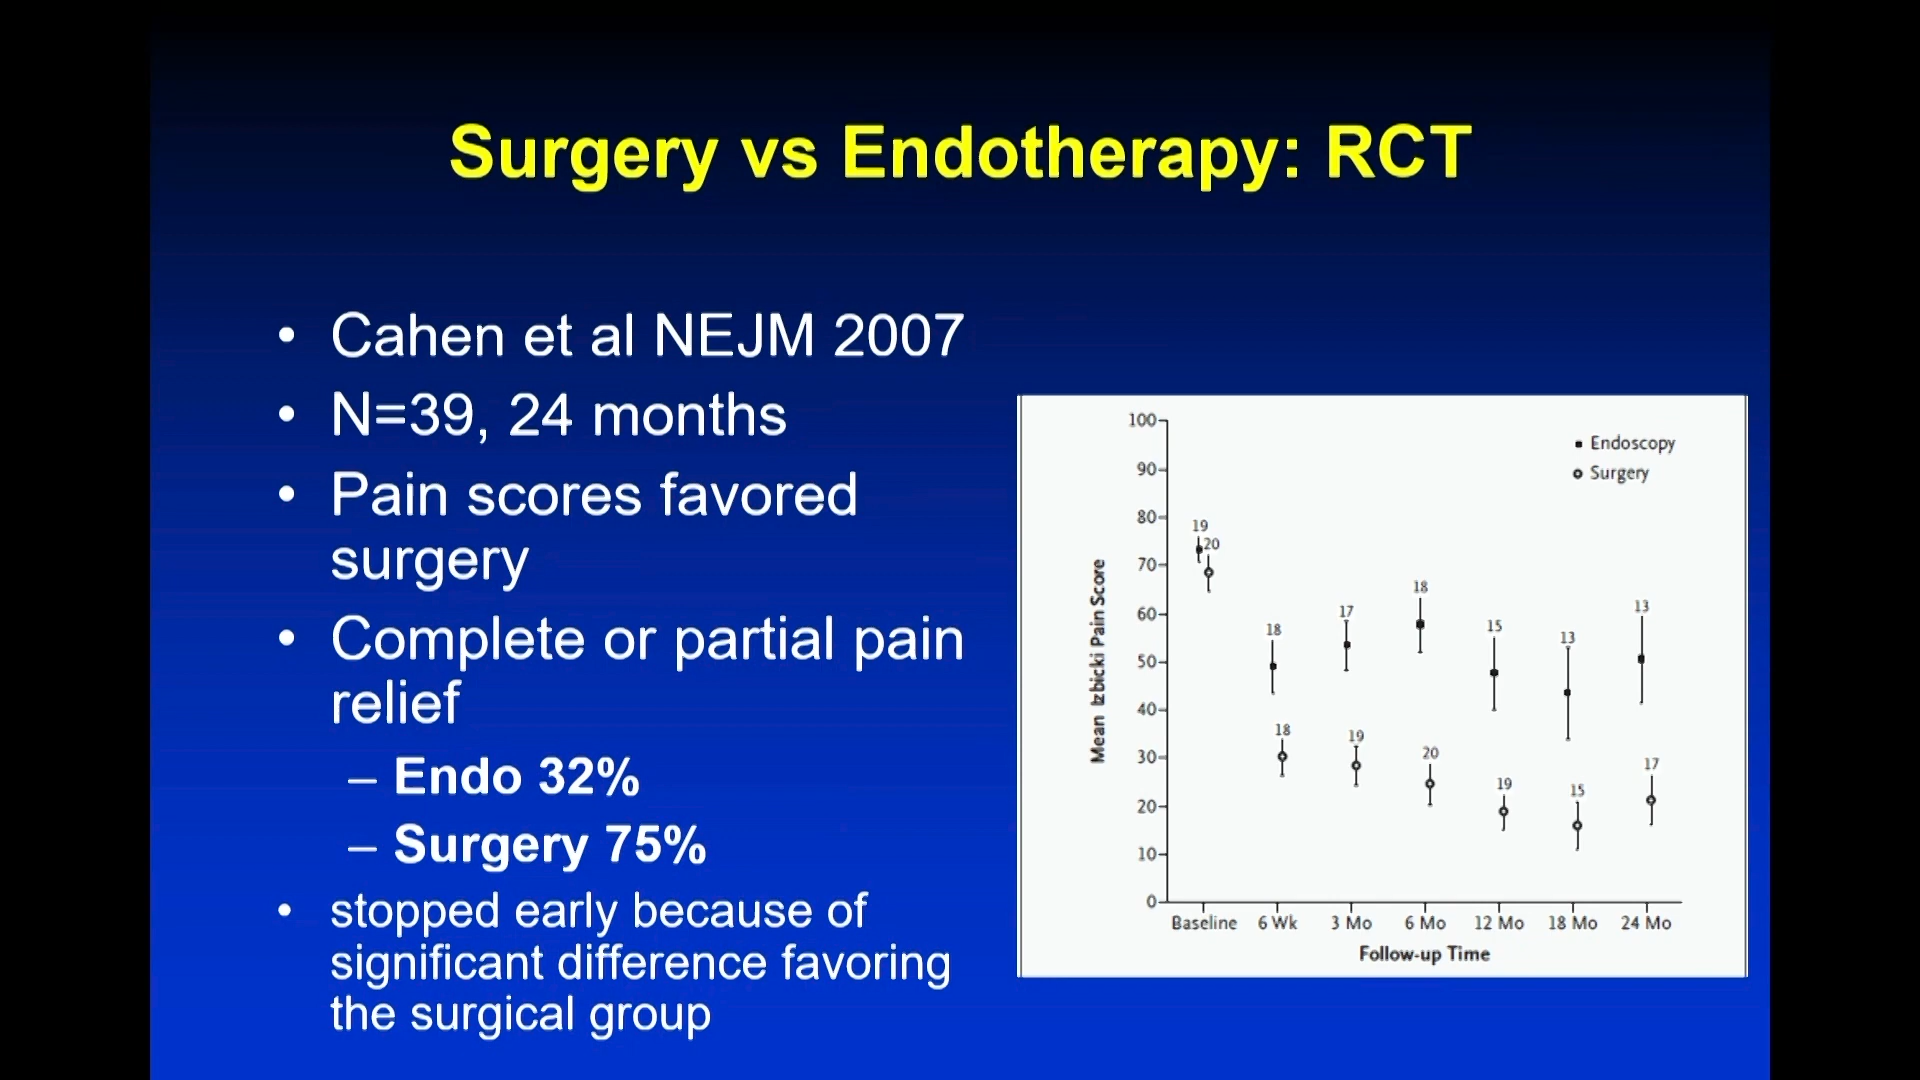 Surgery vs Endotherapy: RCT
• Cahen et al NEJM 2007
• N=39, 24 months
• Pain scores favored
surgery
• Complete or partial pain
relief
– Endo 32%
– Surgery 75%
• stopped early because of
significant difference favoring
the surgical group
100
90
80
70
60
50
40
30
20
10
0
Mean Izbicki Pain Score
Endoscopy
Surgery
19
20
18
18
17
19
18
20
15
19
13
15
13
17
Baseline 6 Wk 3 Mo 6 Mo 12 Mo 18 Mo 24 Mo
Follow-up Time